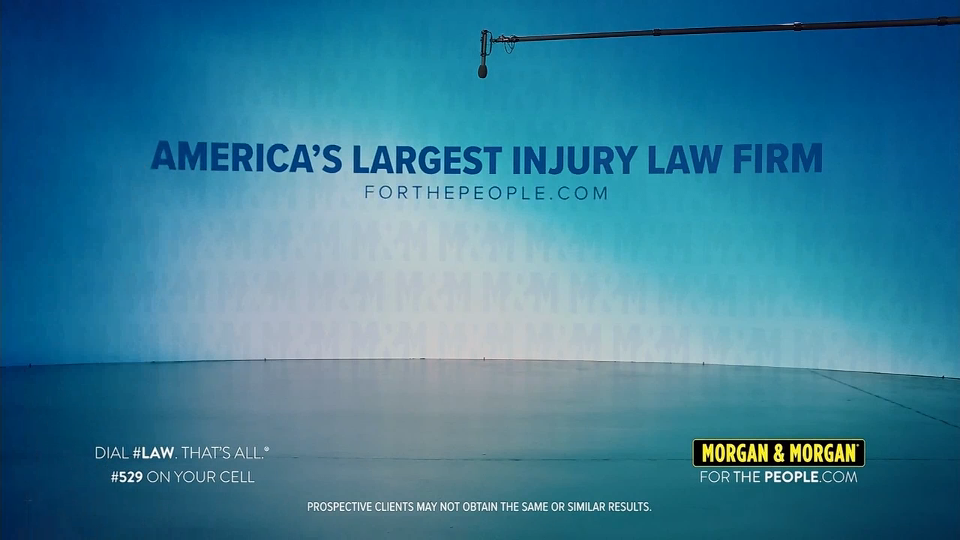 AMERICA'S LARGEST INJURY LAW FIRM
FORTHEPEOPLE.COM
M&M M&M M&M M&M M&M M&M
DIAL #LAW. THAT'S ALL.®
#529 ON YOUR CELL
MORGAN & MORGAN®
FOR THE PEOPLE.COM
PROSPECTIVE CLIENTS MAY NOT OBTAIN THE SAME OR SIMILAR RESULTS.